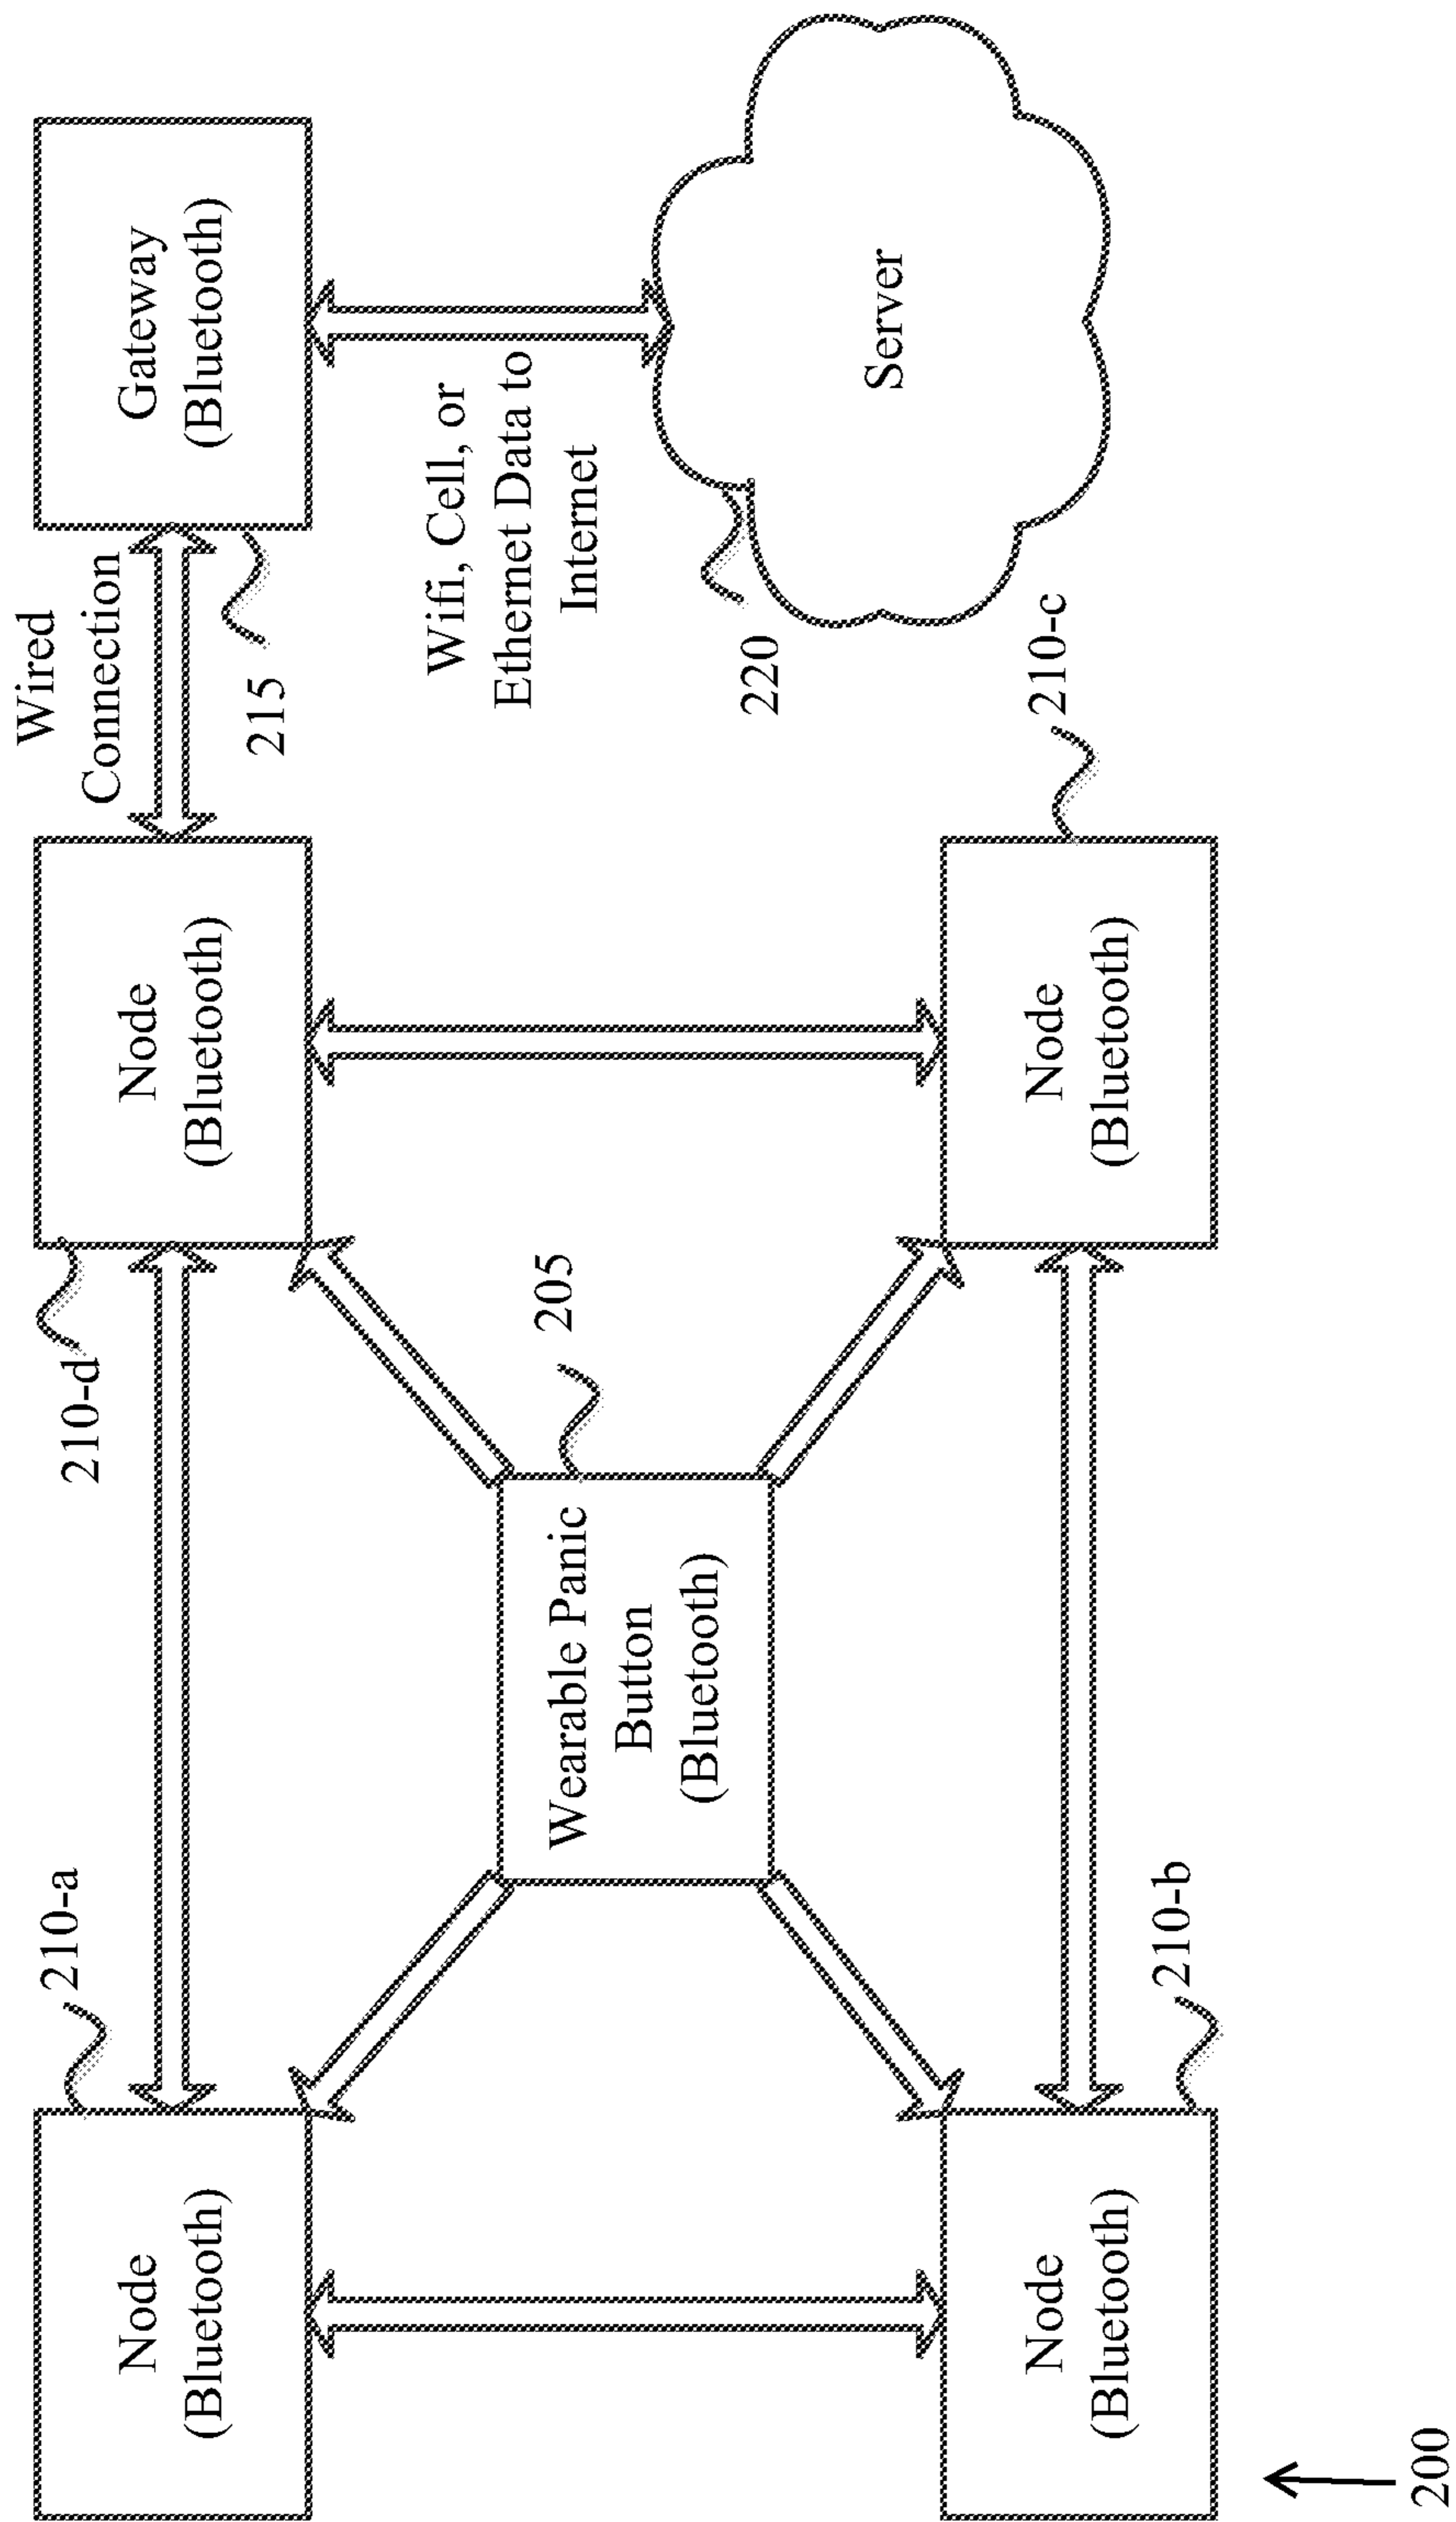 Node
(Bluetooth)
210-a
210-d
Node
(Bluetooth)
Wired
Connection
Gateway
(Bluetooth)
215
Wearable Panic
Button
(Bluetooth)
205
Wifi, Cell, or
Ethernet Data to
Internet
220
Server
Node
(Bluetooth)
210-b
Node
(Bluetooth)
210-c
200